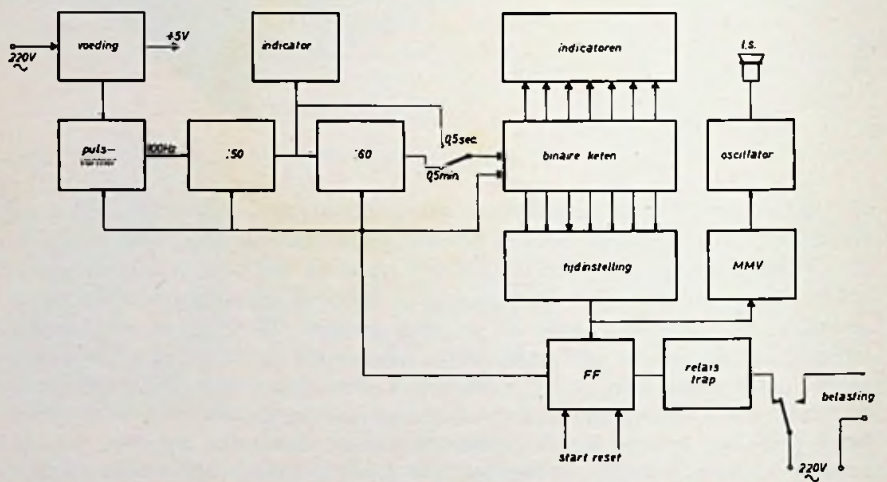 voeding
+5V
220V
~
indicator
indicatoren
l.s.
puls-
100Hz
:50
:60
0,5sec.
0,5min.
binaire keten
oscillator
tijdinstelling
MMV
FF
relais
trap
belasting
start reset
220V
~